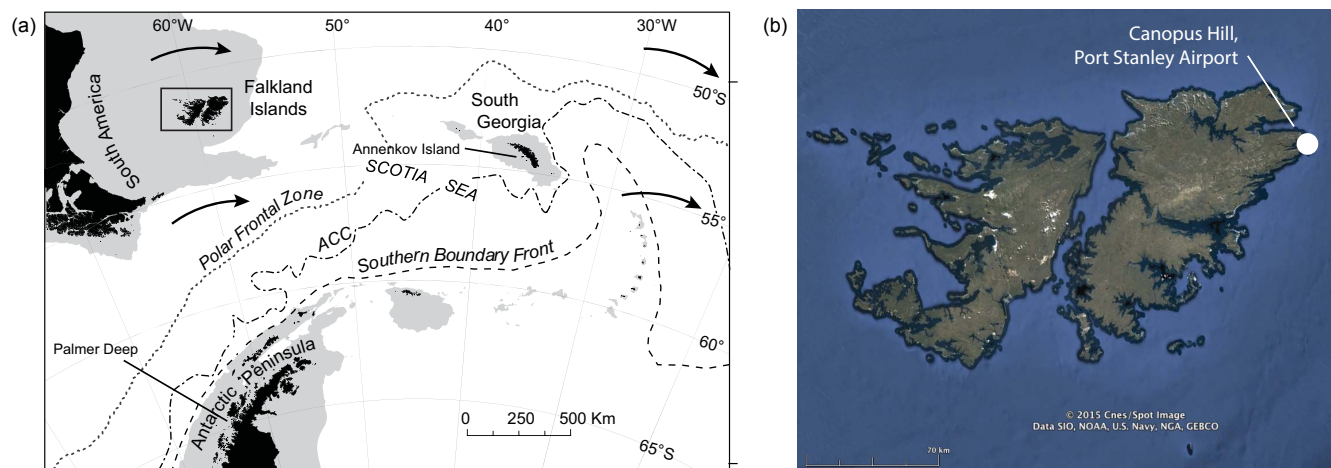 (a)
60°W
50°
40°
30°W
50°S
South America
Falkland
Islands
South
Georgia
Annenkov Island
SCOTIA
SEA
55°
Polar Frontal Zone
ACC
Southern Boundary Front
60°
Palmer Deep
Antarctic Peninsula
0 250 500 Km
65°S
(b)
Canopus Hill,
Port Stanley Airport
© 2015 Cnes/Spot Image
Data SIO, NOAA, U.S. Navy, NGA, GEBCO
70 km